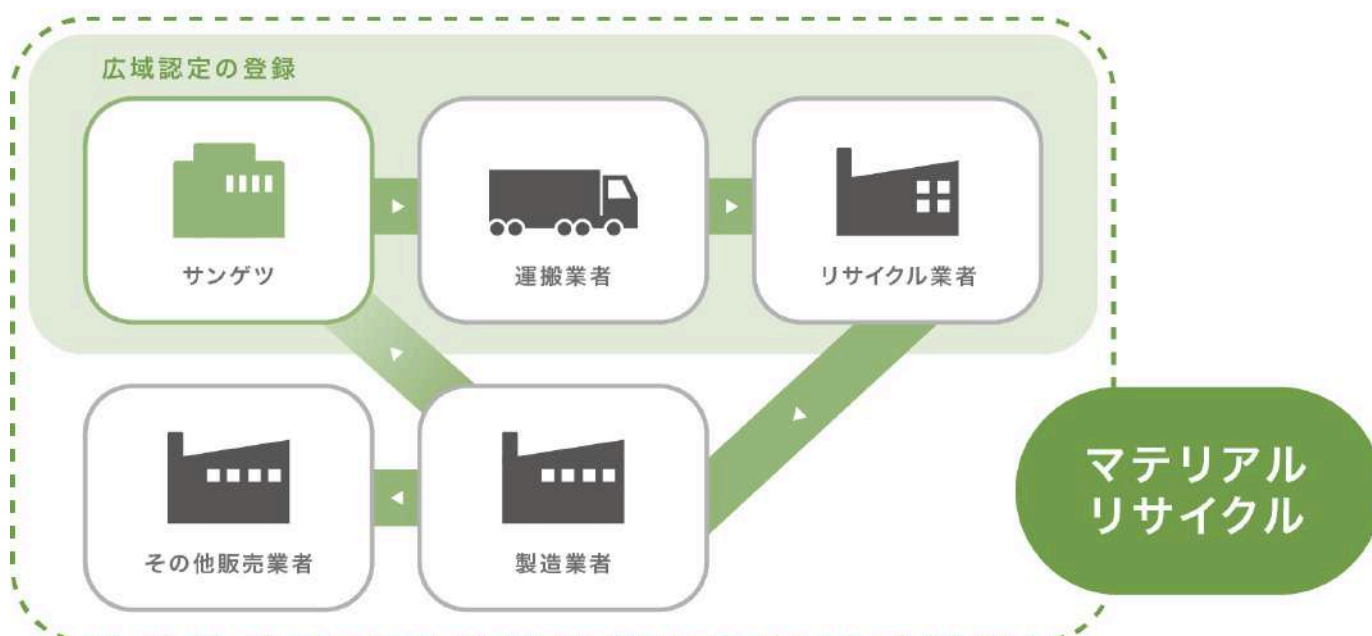 広域認定の登録
サンゲツ
運搬業者
リサイクル業者
その他販売業者
製造業者
マテリアル
リサイクル